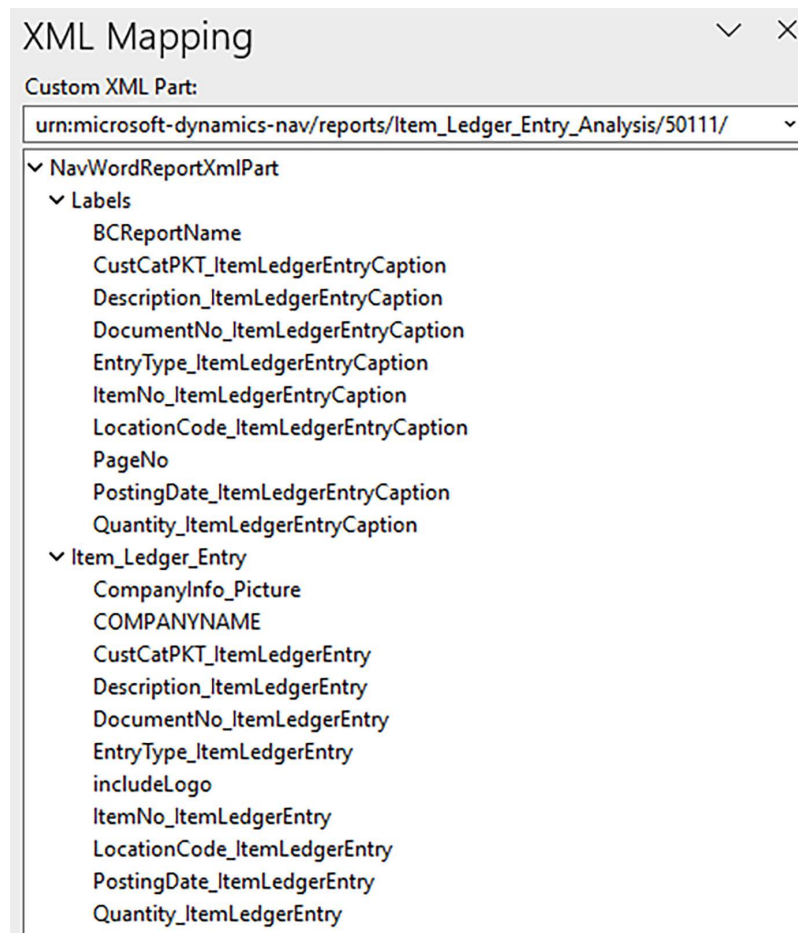 XML Mapping
Custom XML Part:
urn:microsoft-dynamics-nav/reports/Item_Ledger_Entry_Analysis/50111/
NavWordReportXmlPart
Labels
BCReportName
CustCatPKT_ItemLedgerEntryCaption
Description_ItemLedgerEntryCaption
DocumentNo_ItemLedgerEntryCaption
EntryType_ItemLedgerEntryCaption
ItemNo_ItemLedgerEntryCaption
LocationCode_ItemLedgerEntryCaption
PageNo
PostingDate_ItemLedgerEntryCaption
Quantity_ItemLedgerEntryCaption
Item_Ledger_Entry
CompanyInfo_Picture
COMPANYNAME
CustCatPKT_ItemLedgerEntry
Description_ItemLedgerEntry
DocumentNo_ItemLedgerEntry
EntryType_ItemLedgerEntry
includeLogo
ItemNo_ItemLedgerEntry
LocationCode_ItemLedgerEntry
PostingDate_ItemLedgerEntry
Quantity_ItemLedgerEntry